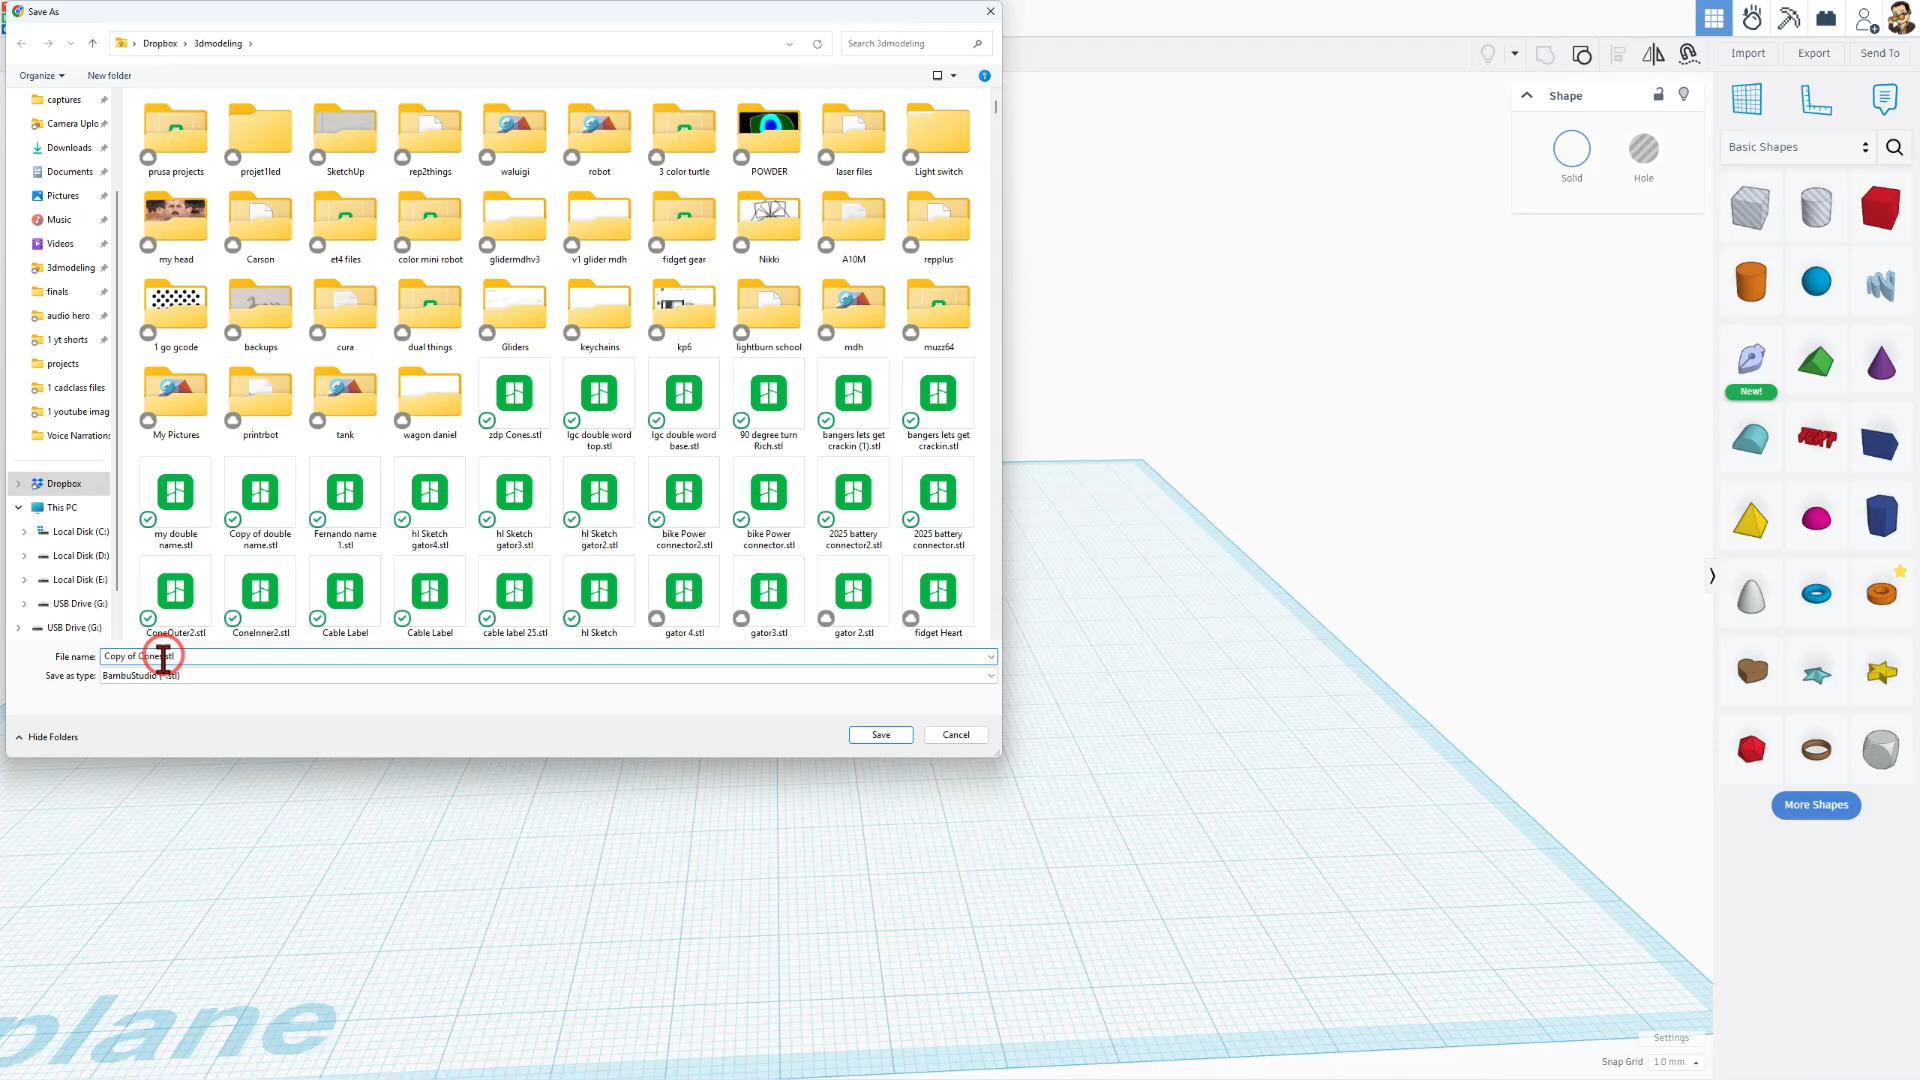 Save As
Dropbox > 3dmodeling >
Search 3dmodeling
Organize
New folder
captures
Camera Uplo
Downloads
Documents
Pictures
Music
Videos
3dmodeling
finals
audio hero
1 yt shorts
projects
1 cadclass files
1 youtube imag
Voice Narrations
Dropbox
This PC
Local Disk (C:)
Local Disk (D:)
Local Disk (E:)
USB Drive (G:)
USB Drive (G:)
prusa projects
projet1led
SketchUp
rep2things
waluigi
robot
3 color turtle
POWDER
laser files
Light switch
my head
Carson
et4 files
color mini robot
glidermdhv3
v1 glider mdh
fidget gear
Nikki
A10M
repplus
1 go gcode
backups
cura
dual things
Gliders
keychains
kp6
lightburn school
mdh
muzz64
My Pictures
printrbot
tank
wagon daniel
zdp Cones.stl
lgc double word top.stl
lgc double word base.stl
90 degree turn Rich.stl
bangers lets get crackin (1).stl
bangers lets get crackin.stl
my double name.stl
Copy of double name.stl
Fernando name 1.stl
hl Sketch gator4.stl
hl Sketch gator3.stl
hl Sketch gator2.stl
bike Power connector2.stl
bike Power connector.stl
2025 battery connector2.stl
2025 battery connector.stl
ConeOuter2.stl
ConeInner2.stl
Cable Label
Cable Label
cable label 25.stl
hl Sketch
gator 4.stl
gator3.stl
gator 2.stl
fidget Heart
File name: Copy of Cones.stl
Save as type: BambuStudio (*.stl)
Hide Folders
Save
Cancel
Import
Export
Send To
Shape
Solid
Hole
Basic Shapes
New!
More Shapes
plane
Settings
Snap Grid 1.0 mm